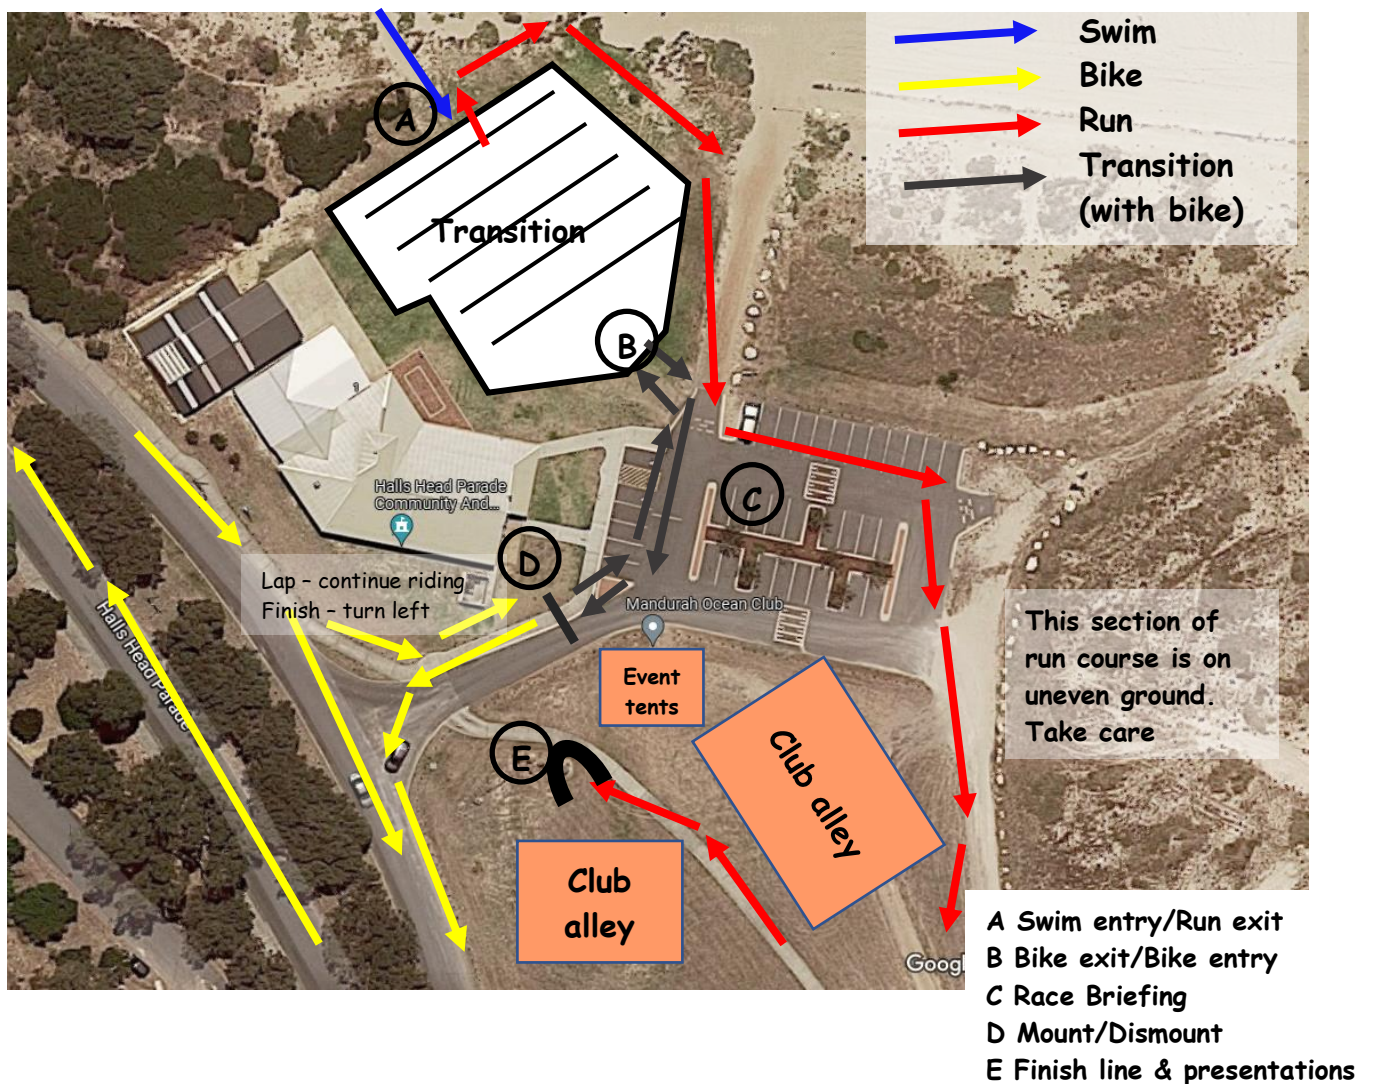 Swim
Bike
Run
Transition
(with bike)
A
Transition
B
C
Halls Head Parade
Community And...
D
Lap – continue riding
Finish – turn left
Mandurah Ocean Club
Halls Head Parade
This section of
run course is on
uneven ground.
Take care
Event
tents
E
Club alley
Club
alley
A Swim entry/Run exit
B Bike exit/Bike entry
C Race Briefing
D Mount/Dismount
E Finish line & presentations